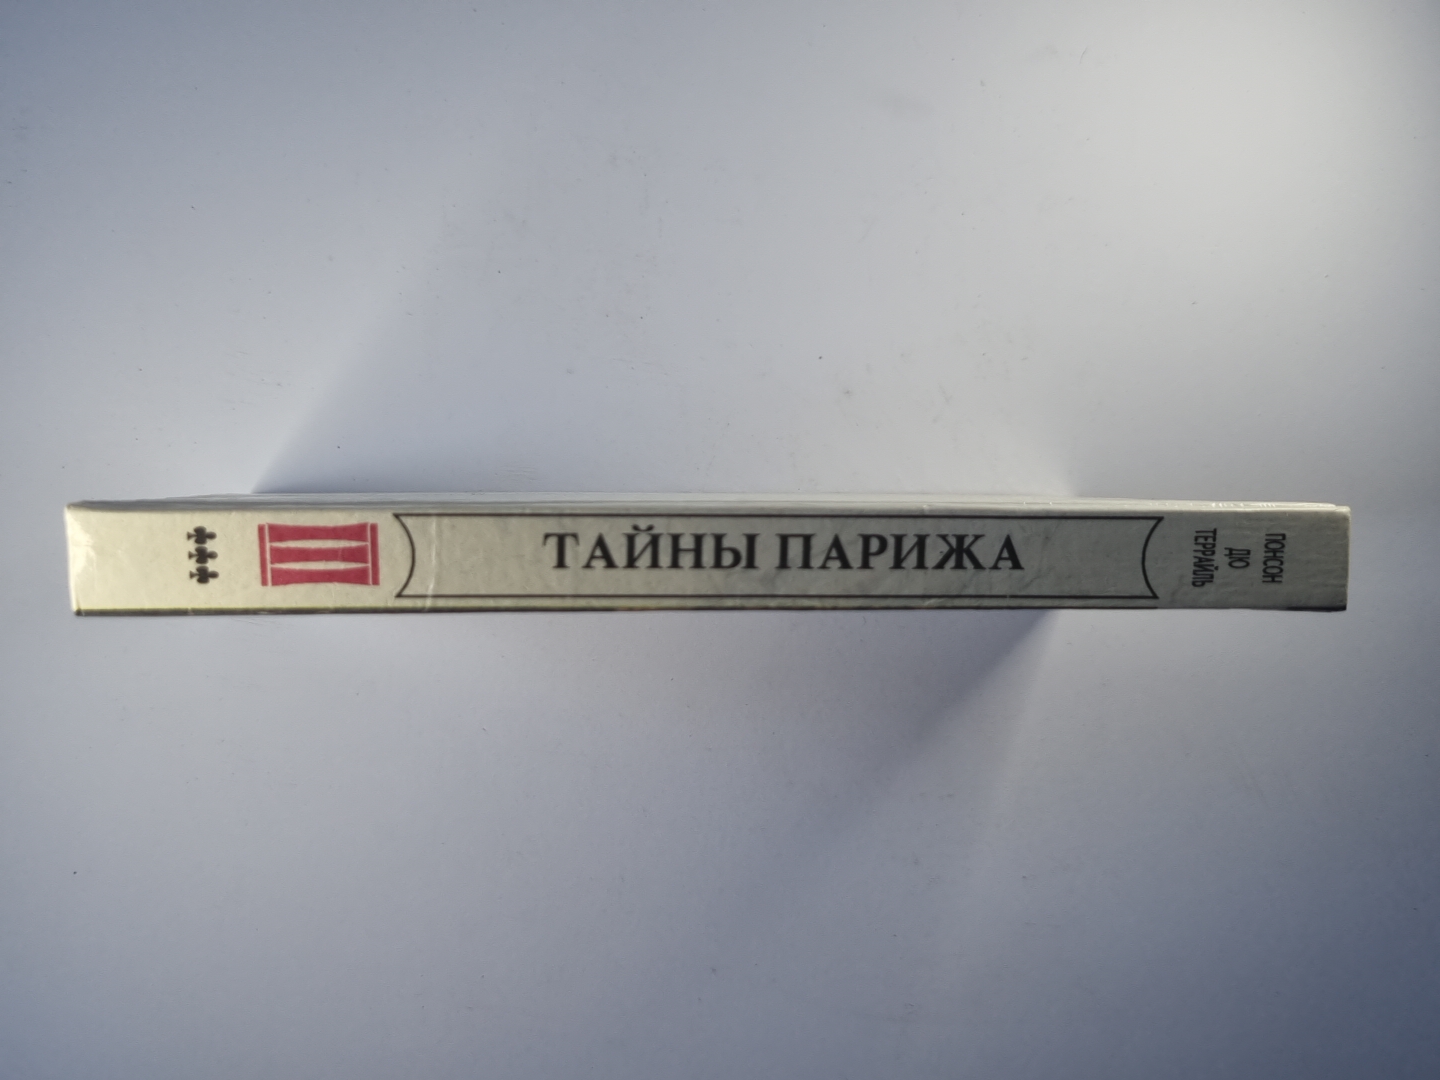 ПОНСОН
ДЮ
ТЕРРАЙЛЬ
ТАЙНЫ ПАРИЖА
III